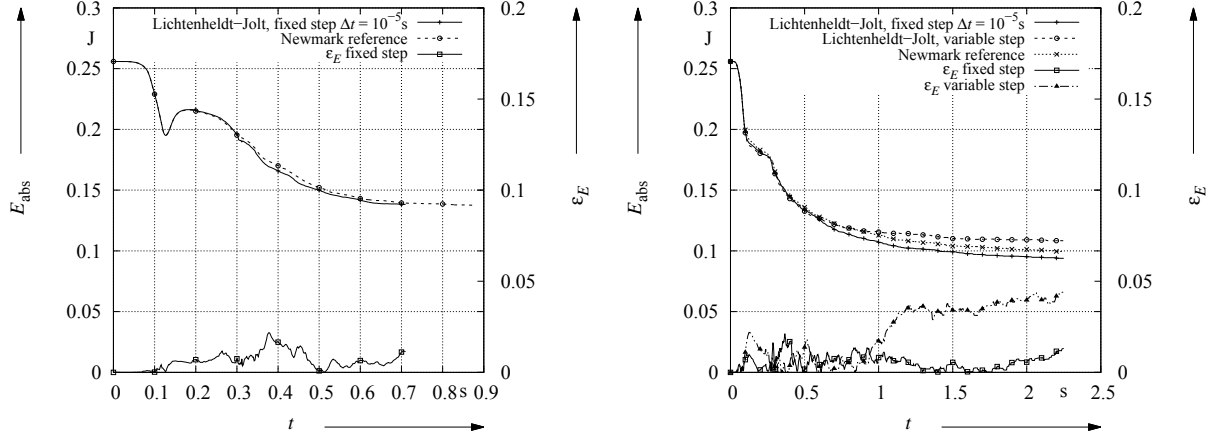 Lichtenheldt−Jolt, fixed step Δt = 10⁻⁵s
Newmark reference
ε_E fixed step
J
0.3
0.25
0.2
0.15
0.1
0.05
0
E_abs
0.2
0.15
0.1
0.05
0
ε_E
0 0.1 0.2 0.3 0.4 0.5 0.6 0.7 0.8 s 0.9
t
Lichtenheldt−Jolt, fixed step Δt = 10⁻⁵s
Lichtenheldt−Jolt, variable step
Newmark reference
ε_E fixed step
ε_E variable step
J
0.3
0.25
0.2
0.15
0.1
0.05
0
E_abs
0.2
0.15
0.1
0.05
0
ε_E
0 0.5 1 1.5 2 s 2.5
t